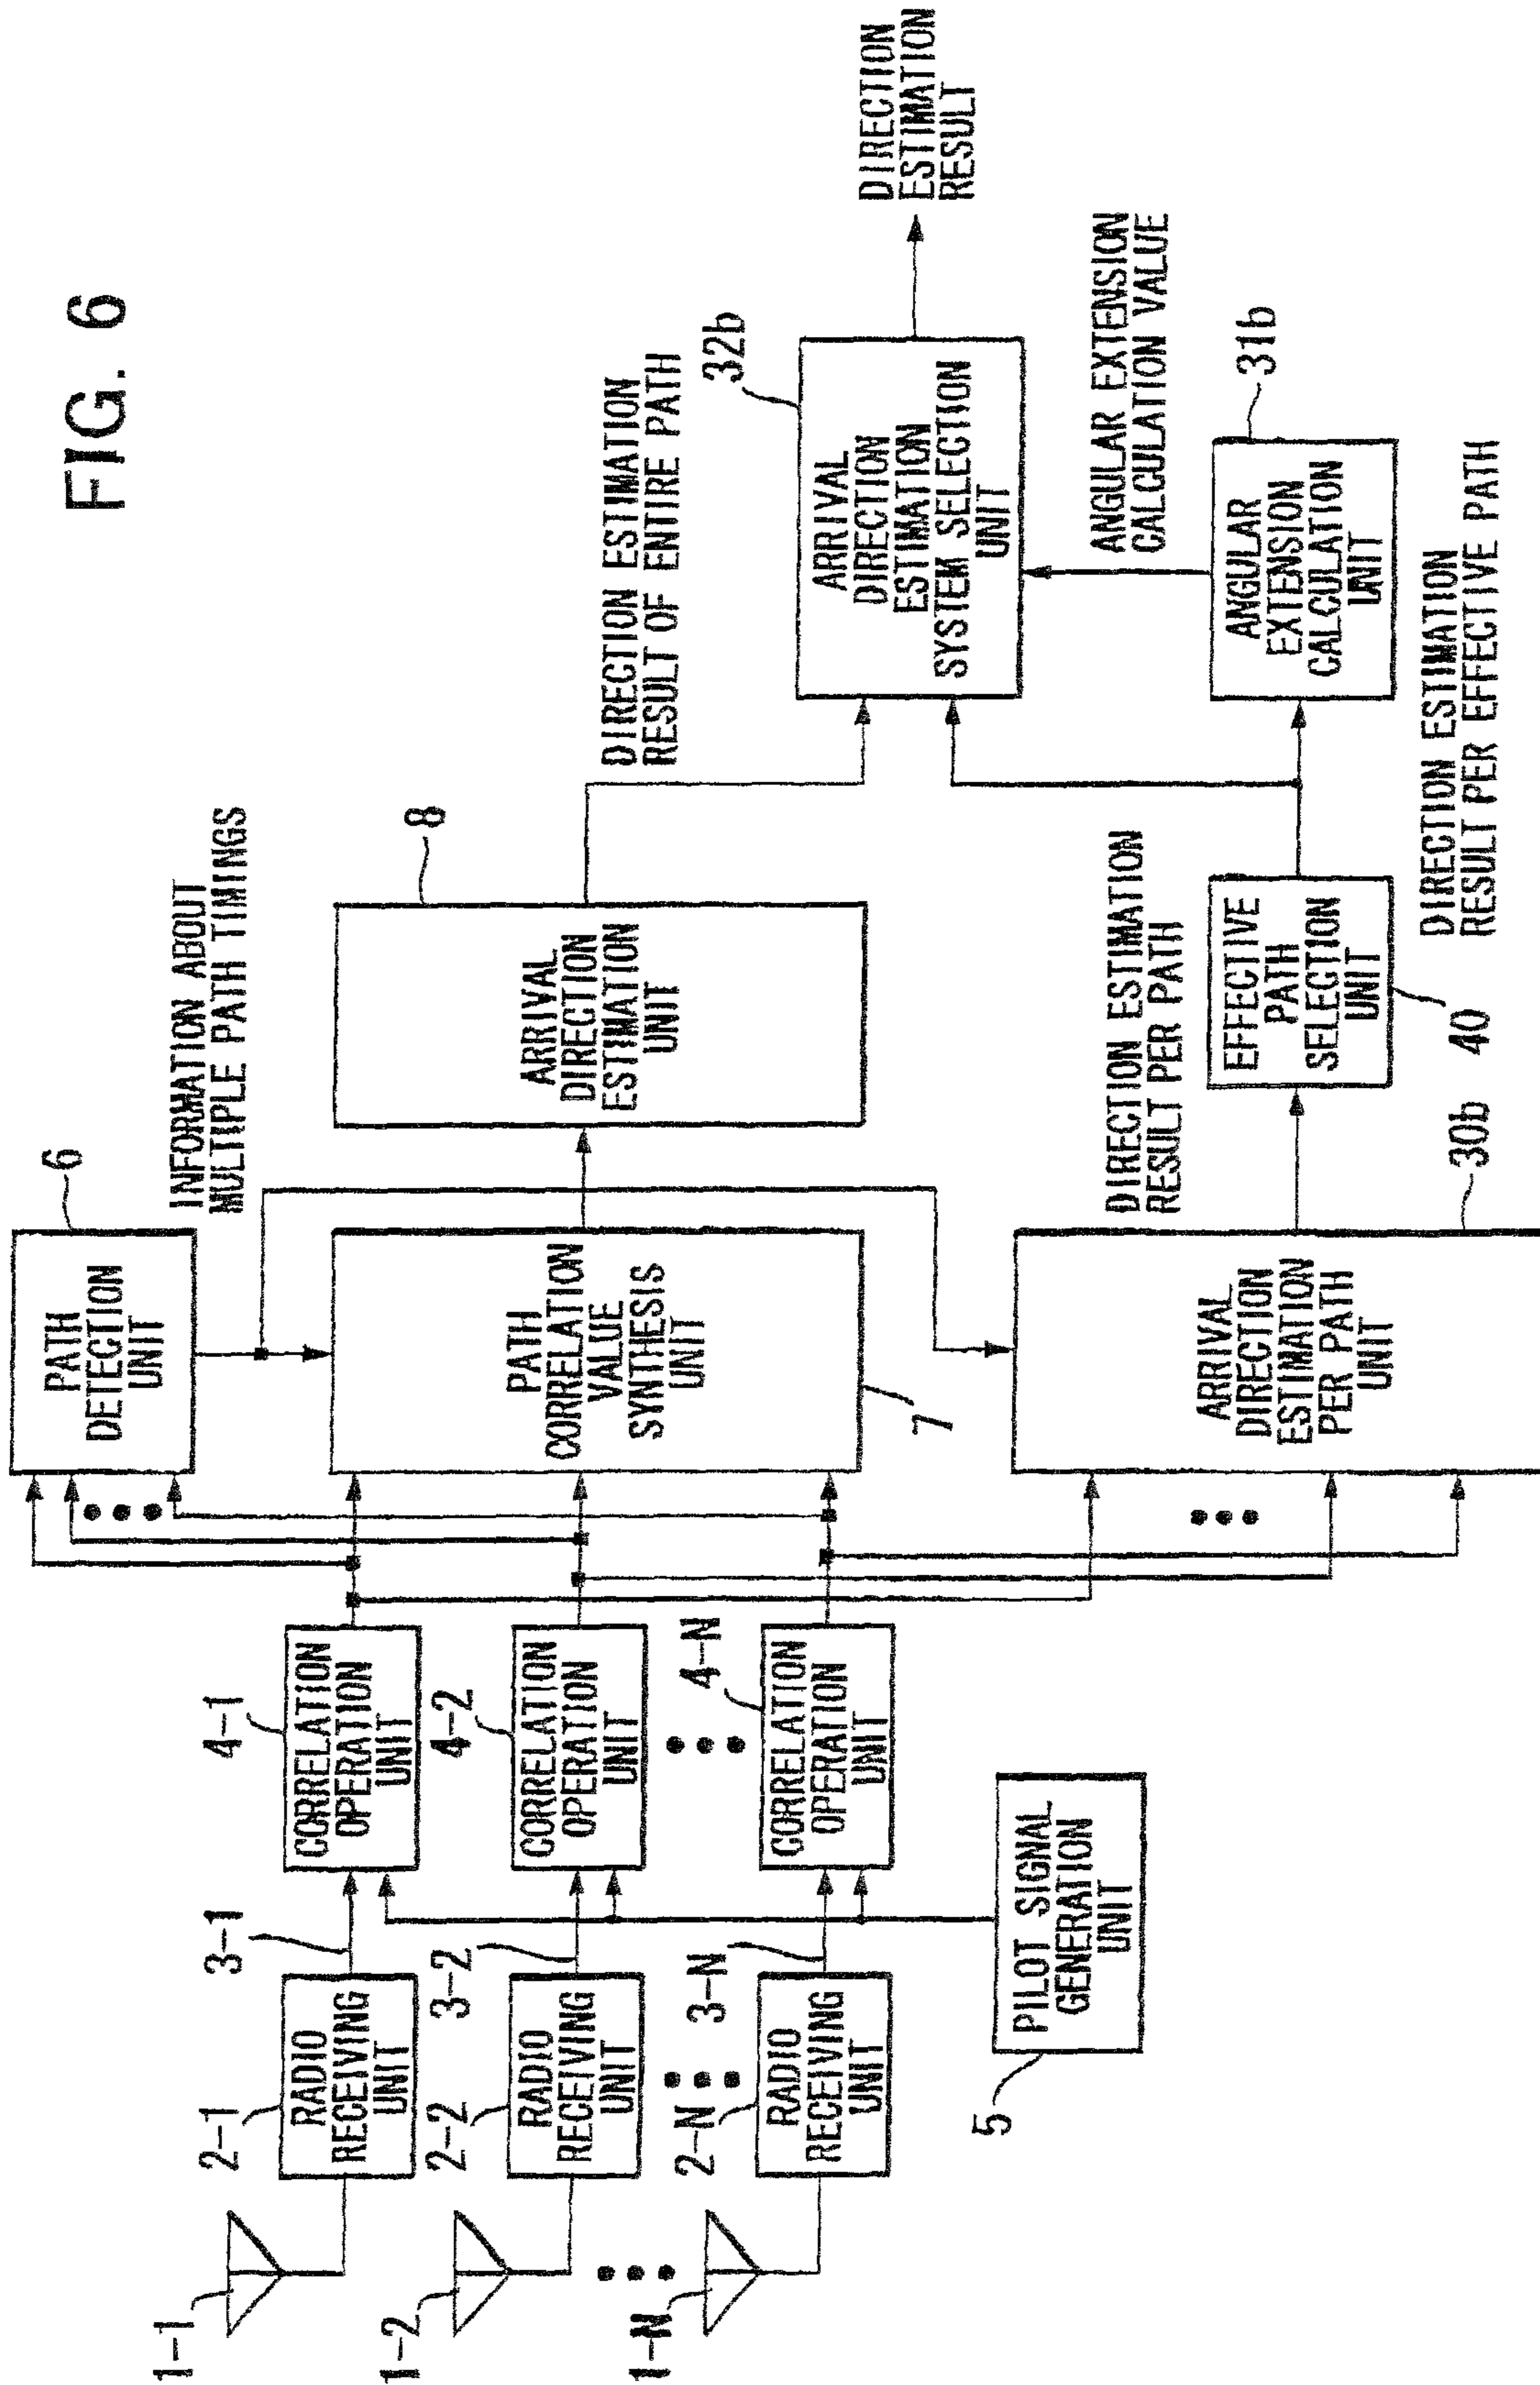 FIG. 6
1-1
2-1
RADIO
RECEIVING
UNIT
3-1
4-1
CORRELATION
OPERATION
UNIT
1-2
2-2
RADIO
RECEIVING
UNIT
3-2
4-2
CORRELATION
OPERATION
UNIT
1-N
2-N
RADIO
RECEIVING
UNIT
3-N
4-N
CORRELATION
OPERATION
UNIT
5
PILOT SIGNAL
GENERATION
UNIT
6
PATH
DETECTION
UNIT
INFORMATION ABOUT
MULTIPLE PATH TIMINGS
PATH
CORRELATION
VALUE
SYNTHESIS
UNIT
7
8
ARRIVAL
DIRECTION
ESTIMATION
UNIT
DIRECTION ESTIMATION
RESULT OF ENTIRE PATH
ARRIVAL
DIRECTION
ESTIMATION
PER PATH
UNIT
30b
DIRECTION ESTIMATION
RESULT PER PATH
EFFECTIVE
PATH
SELECTION
UNIT
40
DIRECTION ESTIMATION
RESULT PER EFFECTIVE PATH
ANGULAR
EXTENSION
CALCULATION
UNIT
31b
ANGULAR EXTENSION
CALCULATION VALUE
32b
ARRIVAL
DIRECTION
ESTIMATION
SYSTEM SELECTION
UNIT
DIRECTION
ESTIMATION
RESULT